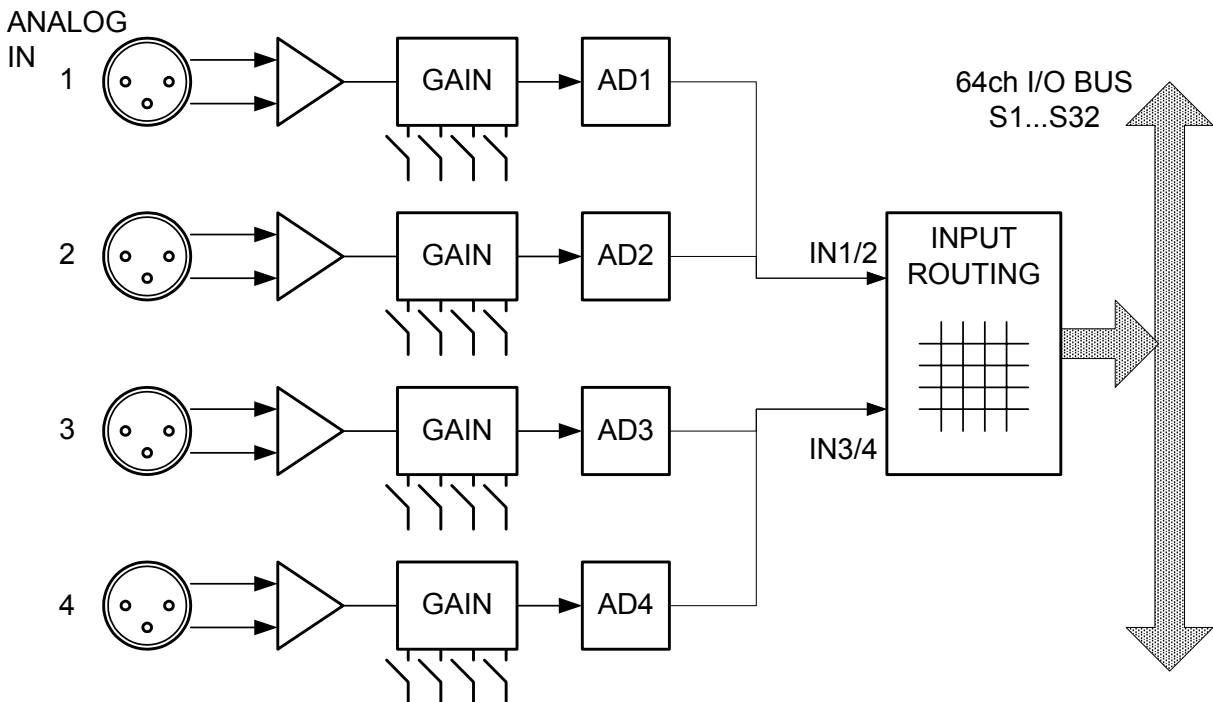 ANALOG
IN
1
GAIN
AD1
64ch I/O BUS
S1...S32
2
GAIN
AD2
IN1/2
INPUT
ROUTING
3
GAIN
AD3
IN3/4
4
GAIN
AD4